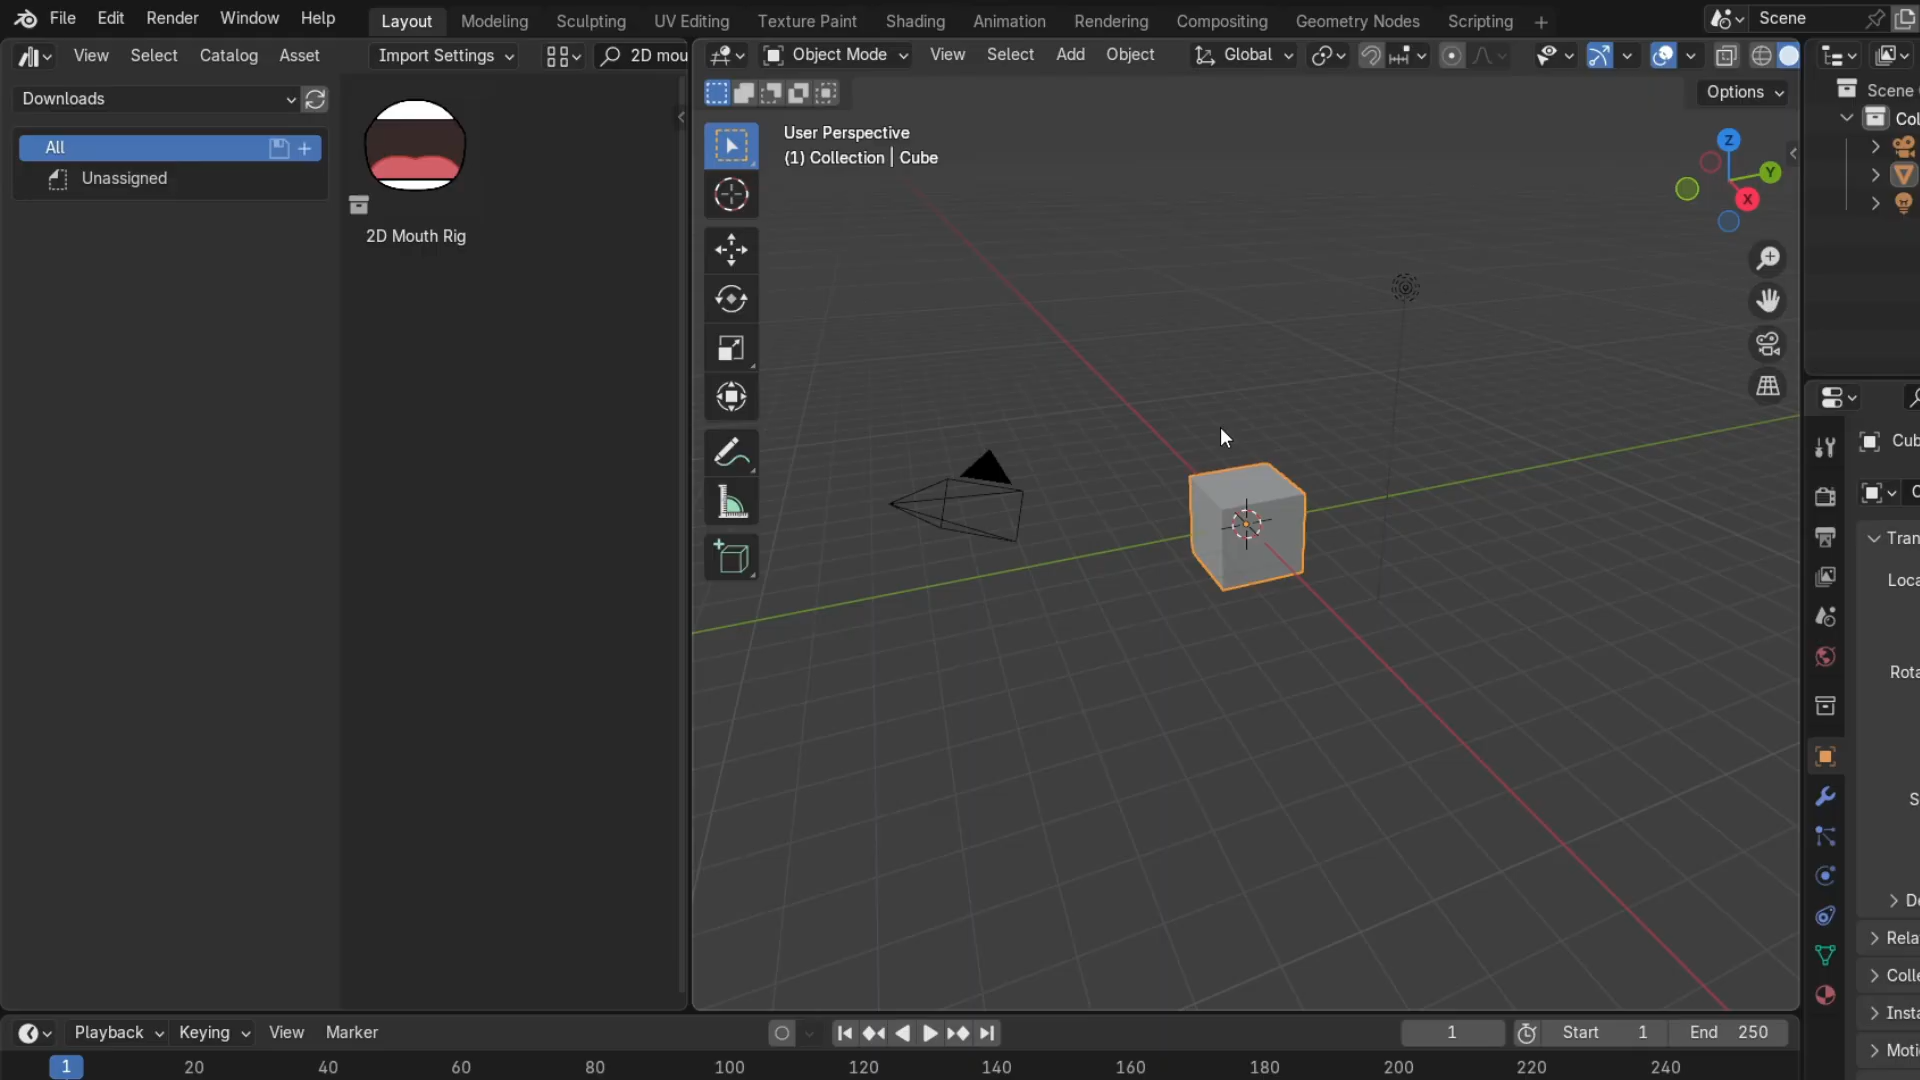 File Edit Render Window Help Layout Modeling Sculpting UV Editing Texture Paint Shading Animation Rendering Compositing Geometry Nodes Scripting + Scene
View Select Catalog Asset Import Settings 2D mou Object Mode View Select Add Object Global
Downloads
Options
All
Unassigned
2D Mouth Rig
User Perspective
(1) Collection | Cube
Z
Y
X
Scene
Col
Cub
Tran
Loca
Rota
S
De
Rela
Colle
Insta
Moti
Playback Keying View Marker 1 Start 1 End 250
1 20 40 60 80 100 120 140 160 180 200 220 240